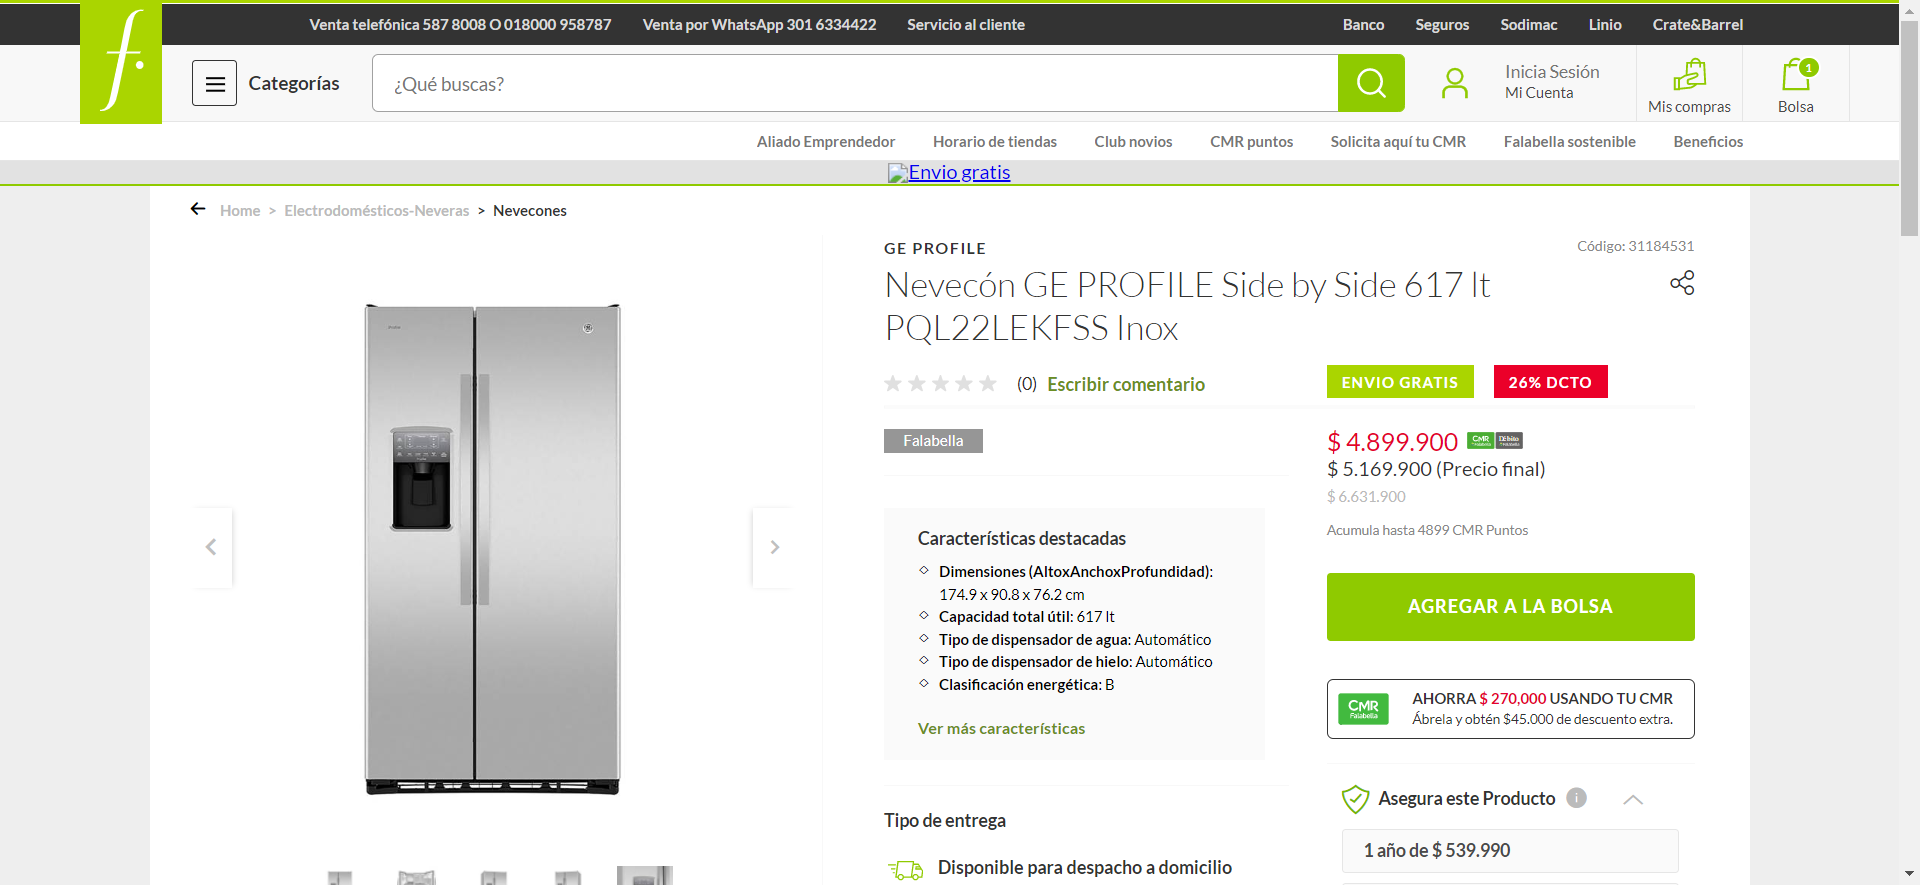 Venta telefónica 587 8008 O 018000 958787
Venta por WhatsApp 301 6334422
Servicio al cliente
Banco
Seguros
Sodimac
Linio
Crate&Barrel
f.
Categorías
¿Qué buscas?
Inicia Sesión
Mi Cuenta
Mis compras
1
Bolsa
Aliado Emprendedor
Horario de tiendas
Club novios
CMR puntos
Solicita aquí tu CMR
Falabella sostenible
Beneficios
Envio gratis
Home > Electrodomésticos-Neveras > Nevecones
GE PROFILE
Código: 31184531
Nevecón GE PROFILE Side by Side 617 lt
PQL22LEKFSS Inox
(0) Escribir comentario
ENVIO GRATIS
26% DCTO
Falabella
$ 4.899.900
CMR
Débito
$ 5.169.900 (Precio final)
$ 6.631.900
Acumula hasta 4899 CMR Puntos
Características destacadas
Dimensiones (AltoxAnchoxProfundidad):
174.9 x 90.8 x 76.2 cm
Capacidad total útil: 617 lt
Tipo de dispensador de agua: Automático
Tipo de dispensador de hielo: Automático
Clasificación energética: B
Ver más características
AGREGAR A LA BOLSA
CMR
Falabella
AHORRA $ 270,000 USANDO TU CMR
Ábrela y obtén $45.000 de descuento extra.
Asegura este Producto
i
1 año de $ 539.990
Tipo de entrega
Disponible para despacho a domicilio